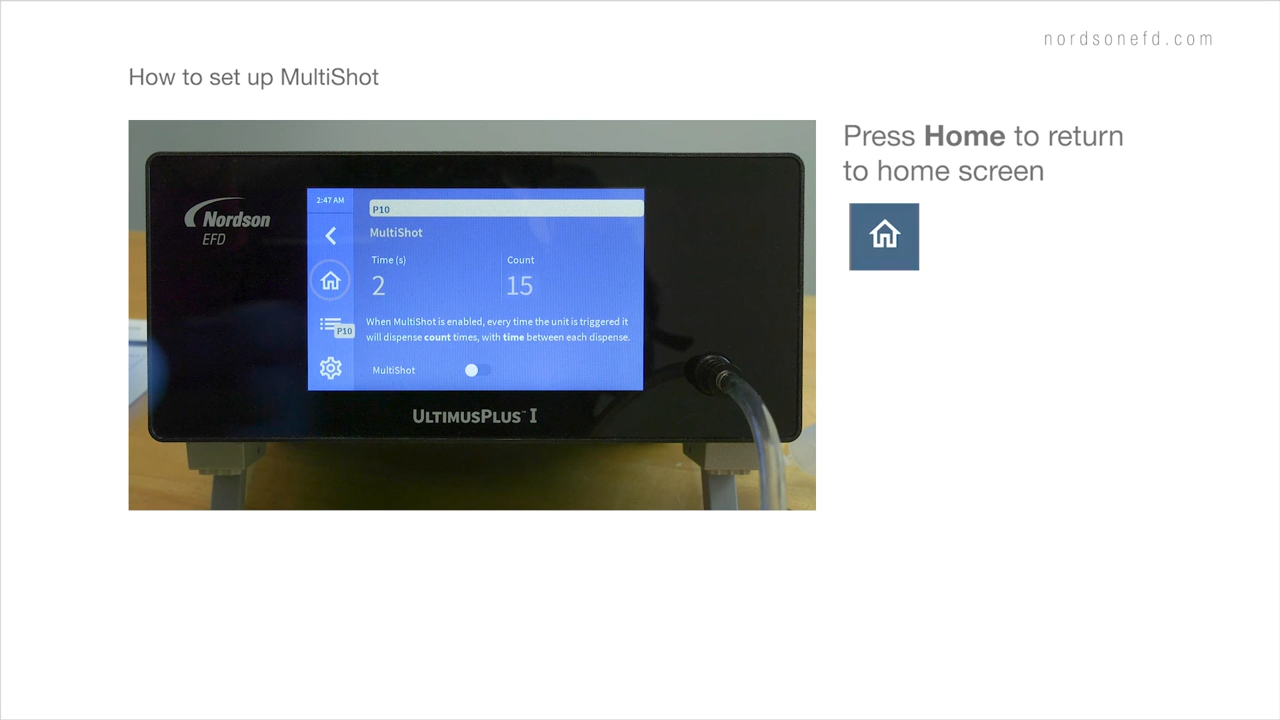 nordsonefd.com
How to set up MultiShot
Press Home to return
to home screen
Nordson
EFD
2:47 AM
P10
MultiShot
Time (s)
Count
2
15
When MultiShot is enabled, every time the unit is triggered it
will dispense count times, with time between each dispense.
P10
MultiShot
ULTIMUSPLUS™ I